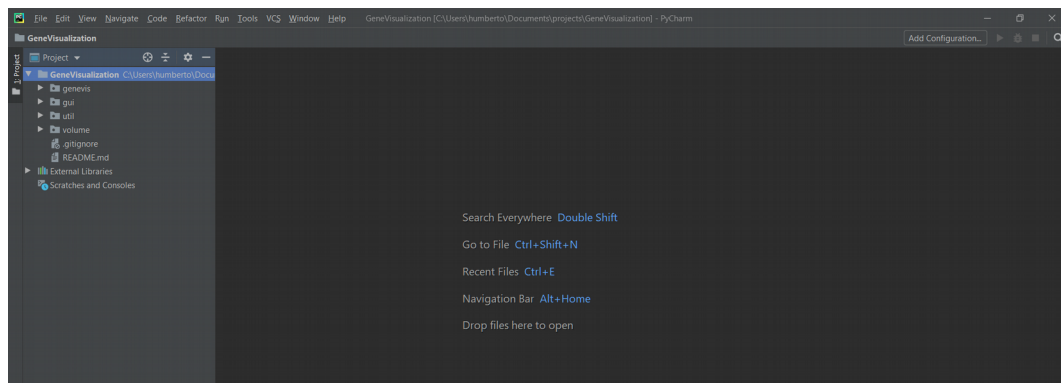 File Edit View Navigate Code Refactor Run Tools VCS Window Help GeneVisualization [C:\Users\humberto\Documents\projects\GeneVisualization] - PyCharm
GeneVisualization Add Configuration...
1: Project
Project
GeneVisualization C:\Users\humberto\Docu
genevis
gui
util
volume
.gitignore
README.md
External Libraries
Scratches and Consoles
Search Everywhere Double Shift
Go to File Ctrl+Shift+N
Recent Files Ctrl+E
Navigation Bar Alt+Home
Drop files here to open